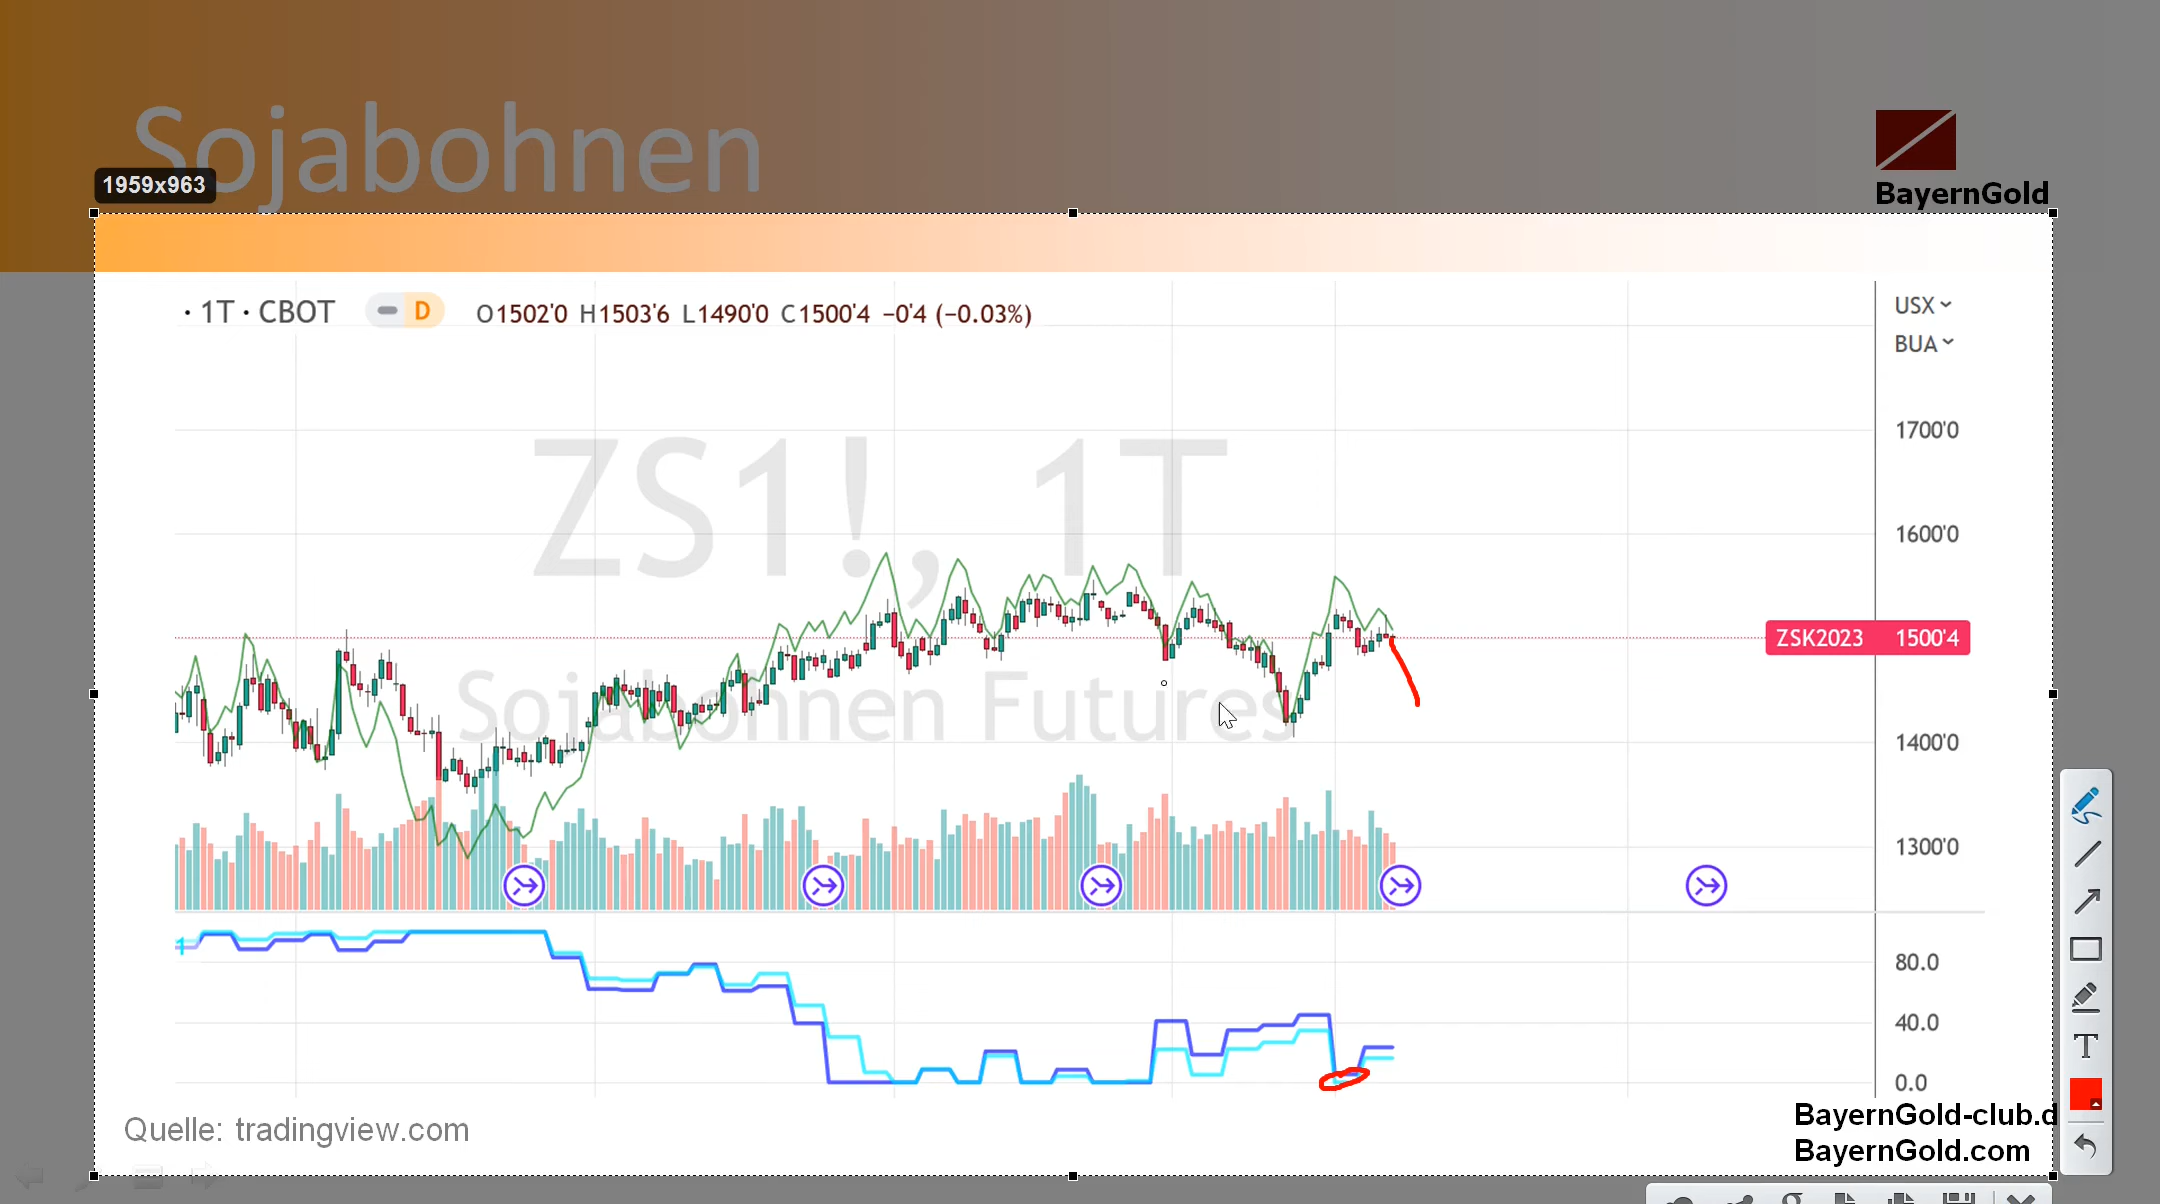 Sojabohnen
1959x963
BayernGold
· 1T · CBOT D O1502'0 H1503'6 L1490'0 C1500'4 −0'4 (−0.03%)
USX
BUA
1700'0
1600'0
ZS1!, 1T
ZSK2023 1500'4
Sojabohnen Futures
1400'0
1300'0
80.0
40.0
0.0
T
Quelle: tradingview.com
BayernGold-club.d
BayernGold.com